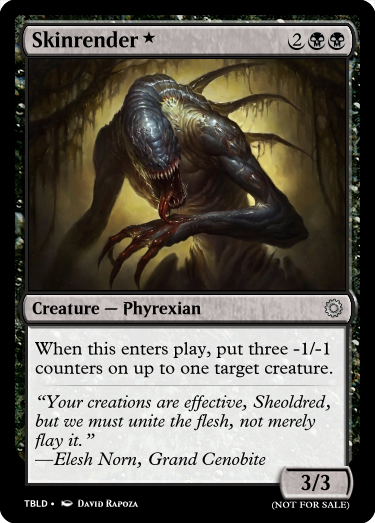 Skinrender ★ 2
Creature — Phyrexian
When this enters play, put three -1/-1
counters on up to one target creature.
“Your creations are effective, Sheoldred,
but we must unite the flesh, not merely
flay it.”
—Elesh Norn, Grand Cenobite
3/3
TBLD • David Rapoza
(NOT FOR SALE)